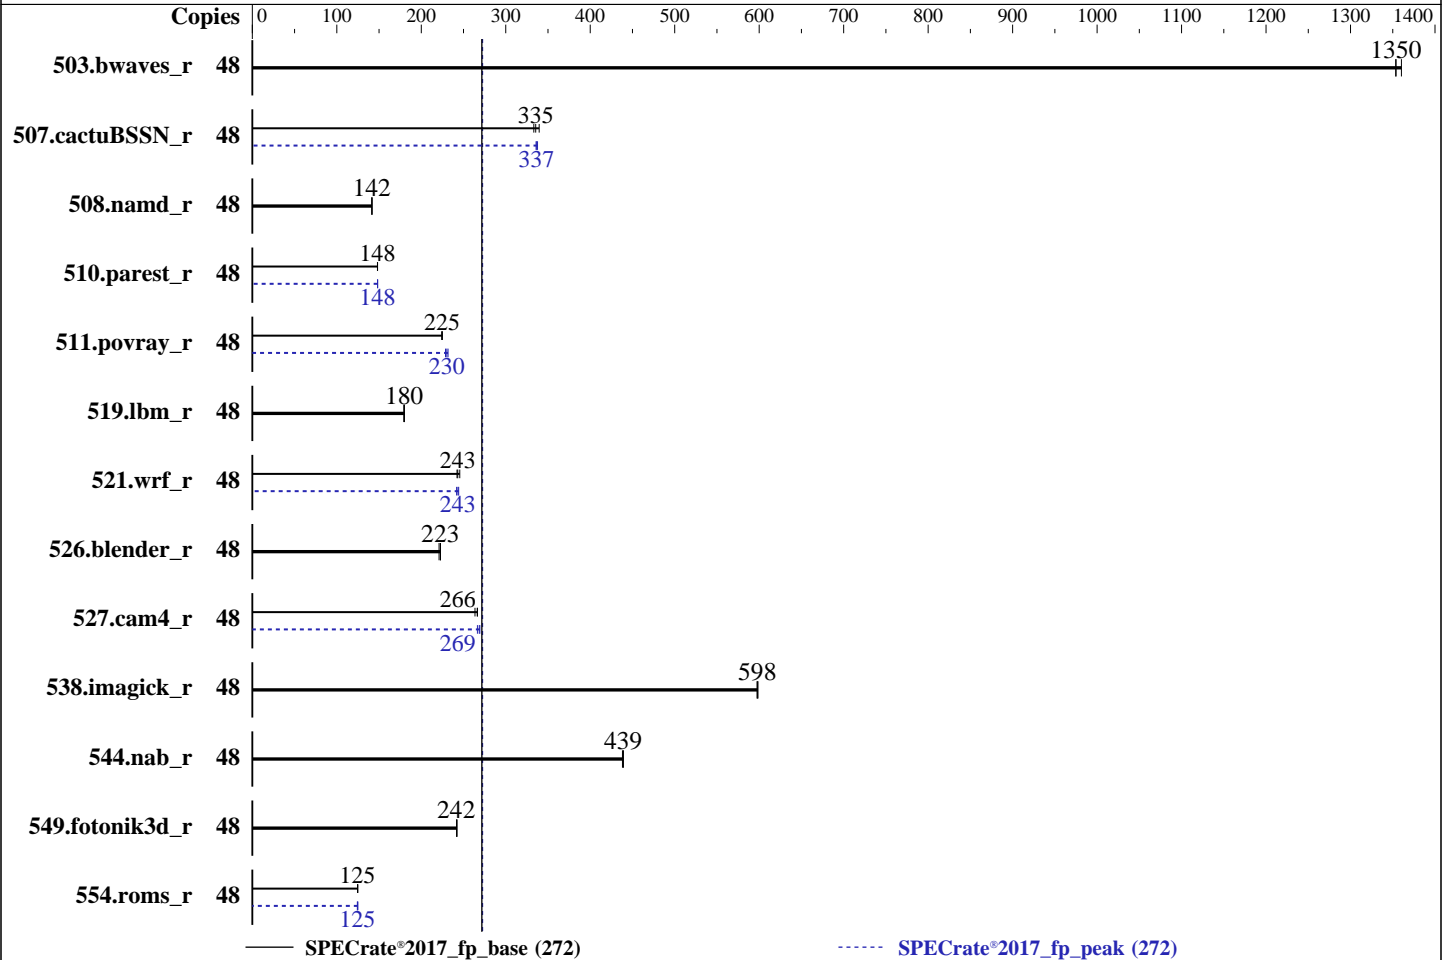 Copies 0 100 200 300 400 500 600 700 800 900 1000 1100 1200 1300 1400
503.bwaves_r 48 1350
507.cactuBSSN_r 48 335
337
508.namd_r 48 142
510.parest_r 48 148
148
511.povray_r 48 225
230
519.lbm_r 48 180
521.wrf_r 48 243
243
526.blender_r 48 223
527.cam4_r 48 266
269
538.imagick_r 48 598
544.nab_r 48 439
549.fotonik3d_r 48 242
554.roms_r 48 125
125
SPECrate®2017_fp_base (272) SPECrate®2017_fp_peak (272)